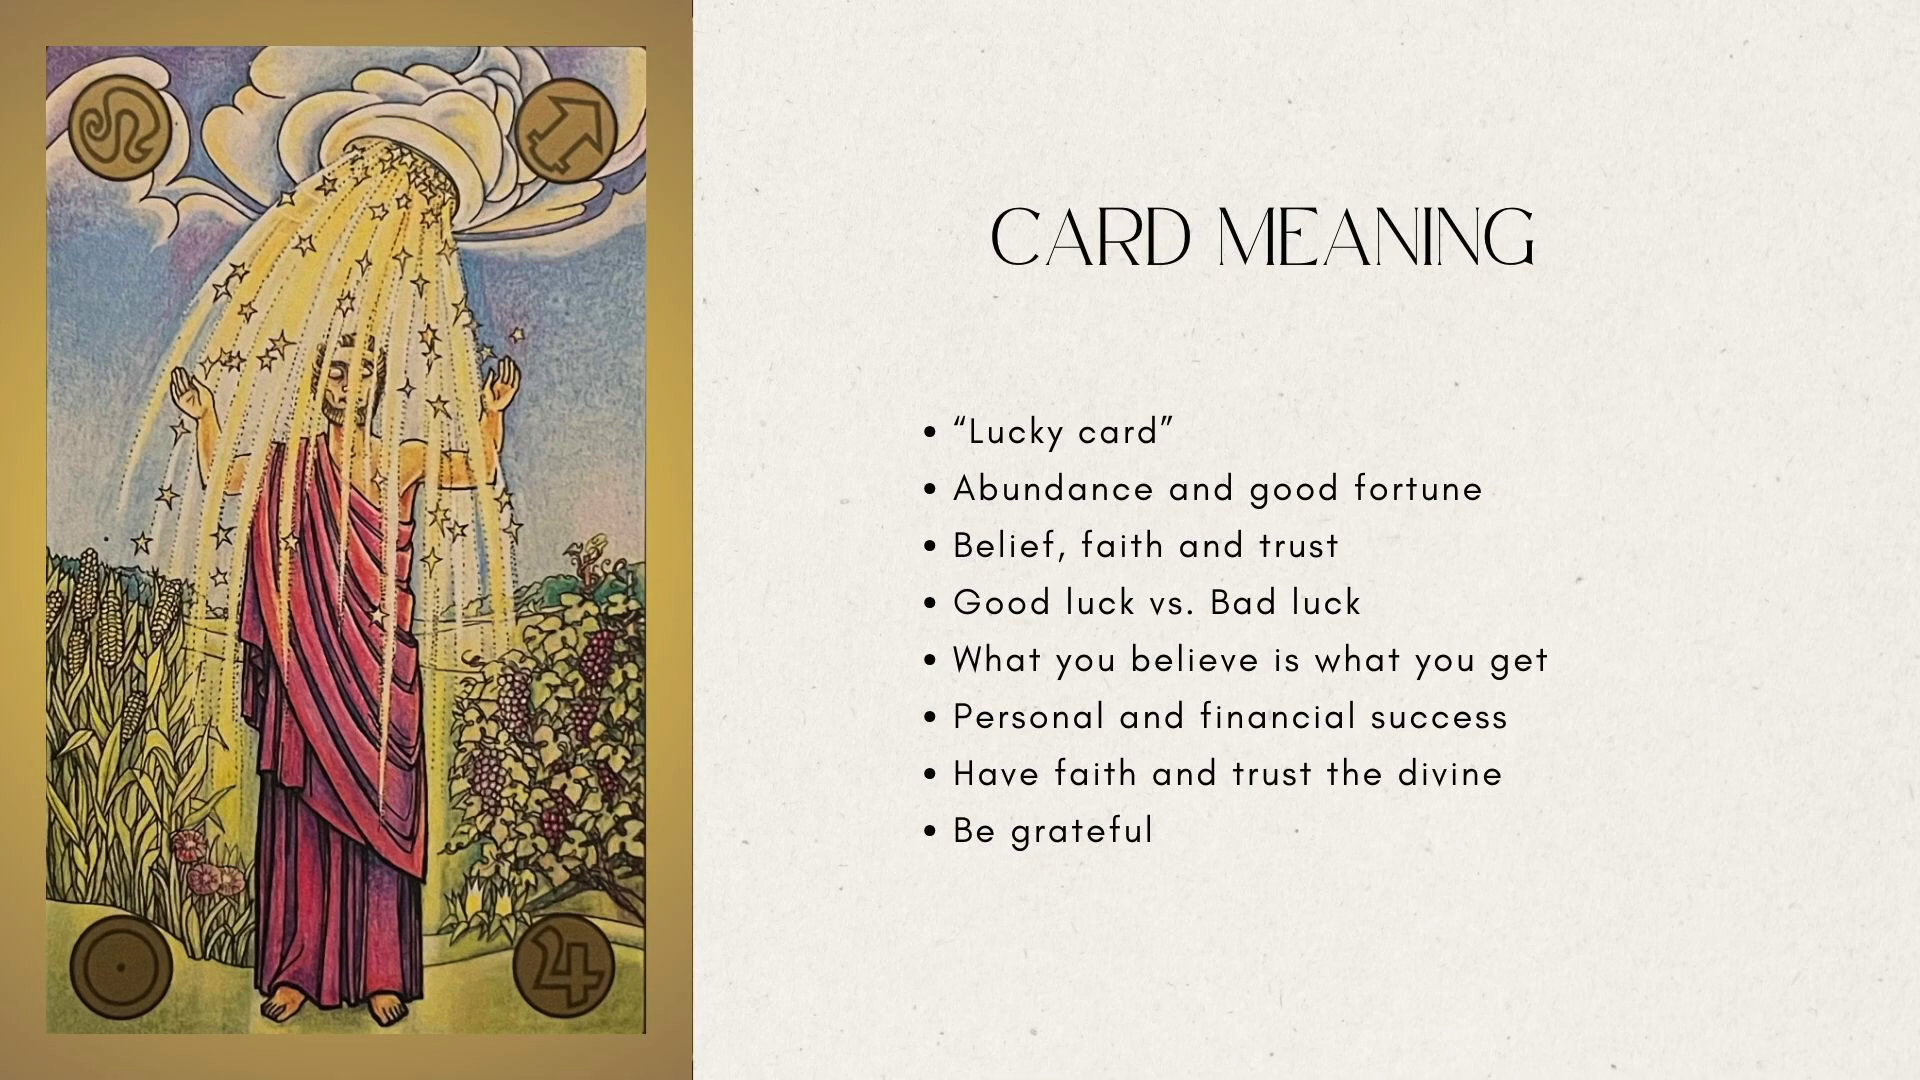 CARD MEANING
“Lucky card”
Abundance and good fortune
Belief, faith and trust
Good luck vs. Bad luck
What you believe is what you get
Personal and financial success
Have faith and trust the divine
Be grateful